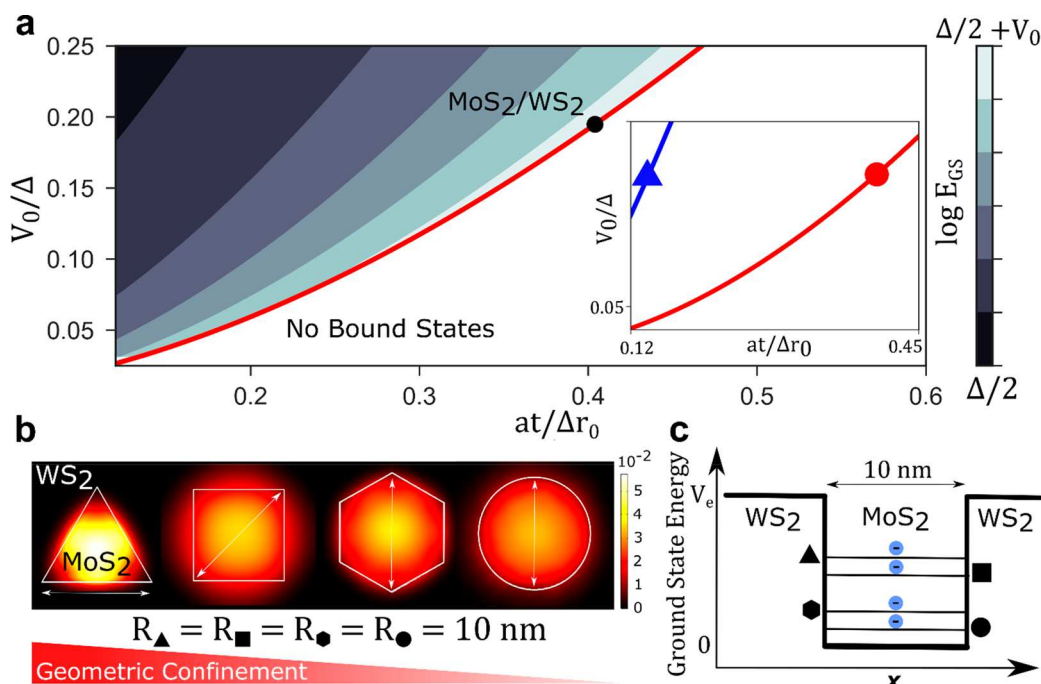 a
0.25
0.20
0.15
0.10
0.05
V₀/Δ
MoS₂/WS₂
No Bound States
0.2
0.3
0.4
0.5
0.6
at/Δr₀
V₀/Δ
0.05
0.12
0.45
at/Δr₀
Δ/2 +V₀
log E_GS
Δ/2
b
WS₂
MoS₂
10⁻²
5
4
3
2
1
0
R▲ = R■ = R⬢ = R● = 10 nm
Geometric Confinement
c
Ground State Energy
Vₑ
0
10 nm
WS₂
MoS₂
WS₂
-
-
-
-
x